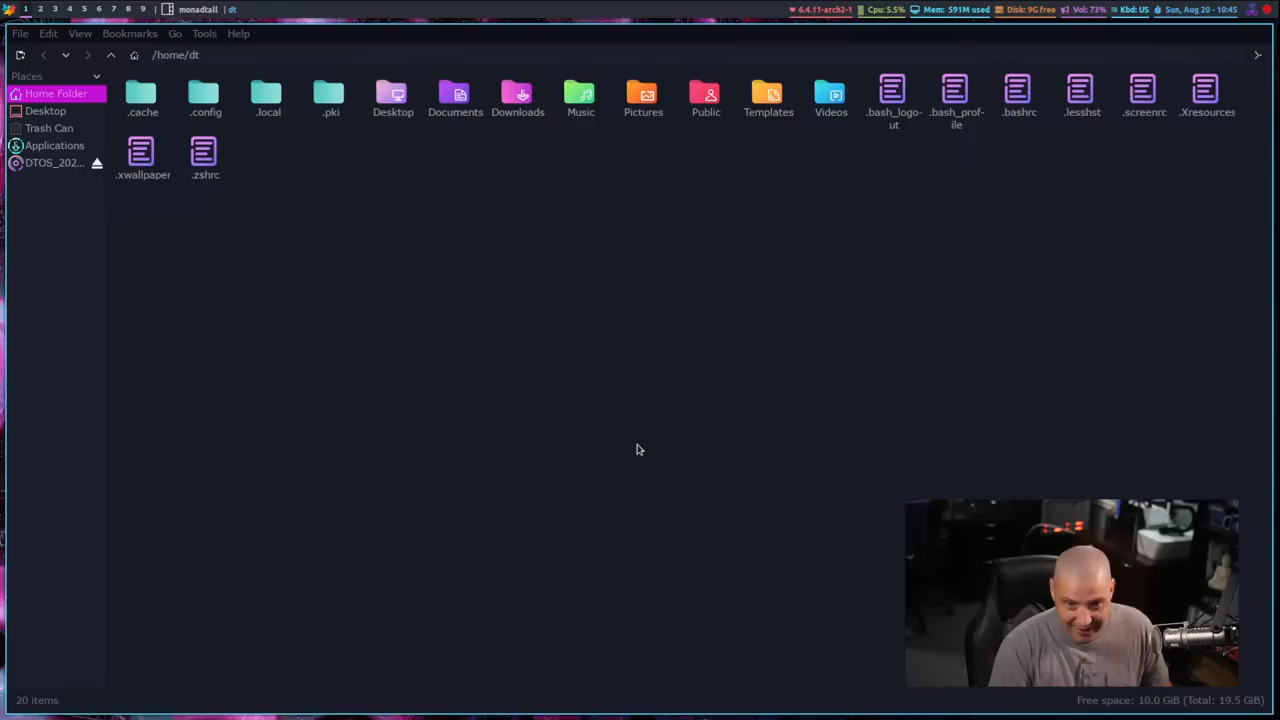 1 2 3 4 5 6 7 8 9 | monadtall | dt
6.4.11-arch2-1 Cpu: 5.5% Mem: 591M used Disk: 9G free Vol: 73% Kbd: US Sun, Aug 20 - 10:45
File Edit View Bookmarks Go Tools Help
/home/dt
Places
Home Folder
Desktop
Trash Can
Applications
DTOS_202...
.cache .config .local .pki Desktop Documents Downloads Music Pictures Public Templates Videos .bash_logo- .bash_prof- .bashrc .lesshst .screenrc .Xresources
ut ile
.xwallpaper .zshrc
20 items
Free space: 10.0 GiB (Total: 19.5 GiB)